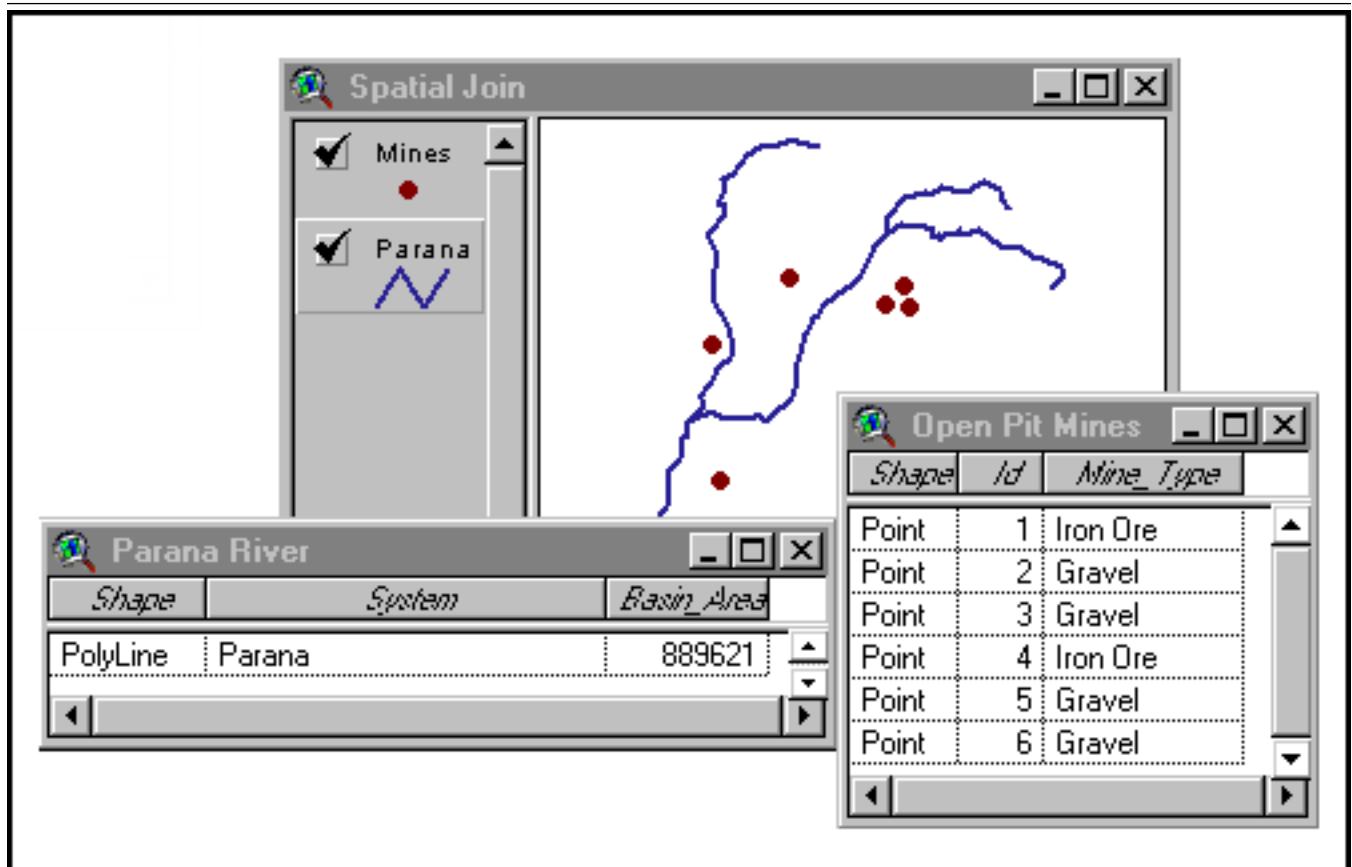 Spatial Join
Mines
Parana
Open Pit Mines
Shape Id Mine_Type
Point 1 Iron Ore
Point 2 Gravel
Point 3 Gravel
Point 4 Iron Ore
Point 5 Gravel
Point 6 Gravel
Parana River
Shape System Basin_Area
PolyLine Parana 889621